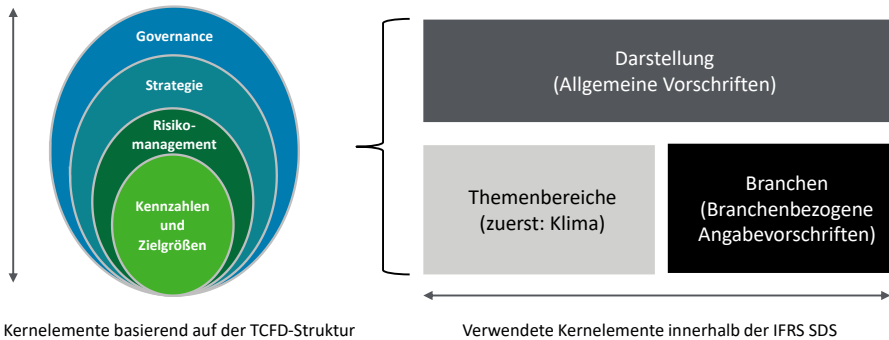 Governance
Strategie
Risiko-
management
Kennzahlen
und
Zielgrößen
Darstellung
(Allgemeine Vorschriften)
Themenbereiche
(zuerst: Klima)
Branchen
(Branchenbezogene
Angabevorschriften)
Kernelemente basierend auf der TCFD-Struktur
Verwendete Kernelemente innerhalb der IFRS SDS